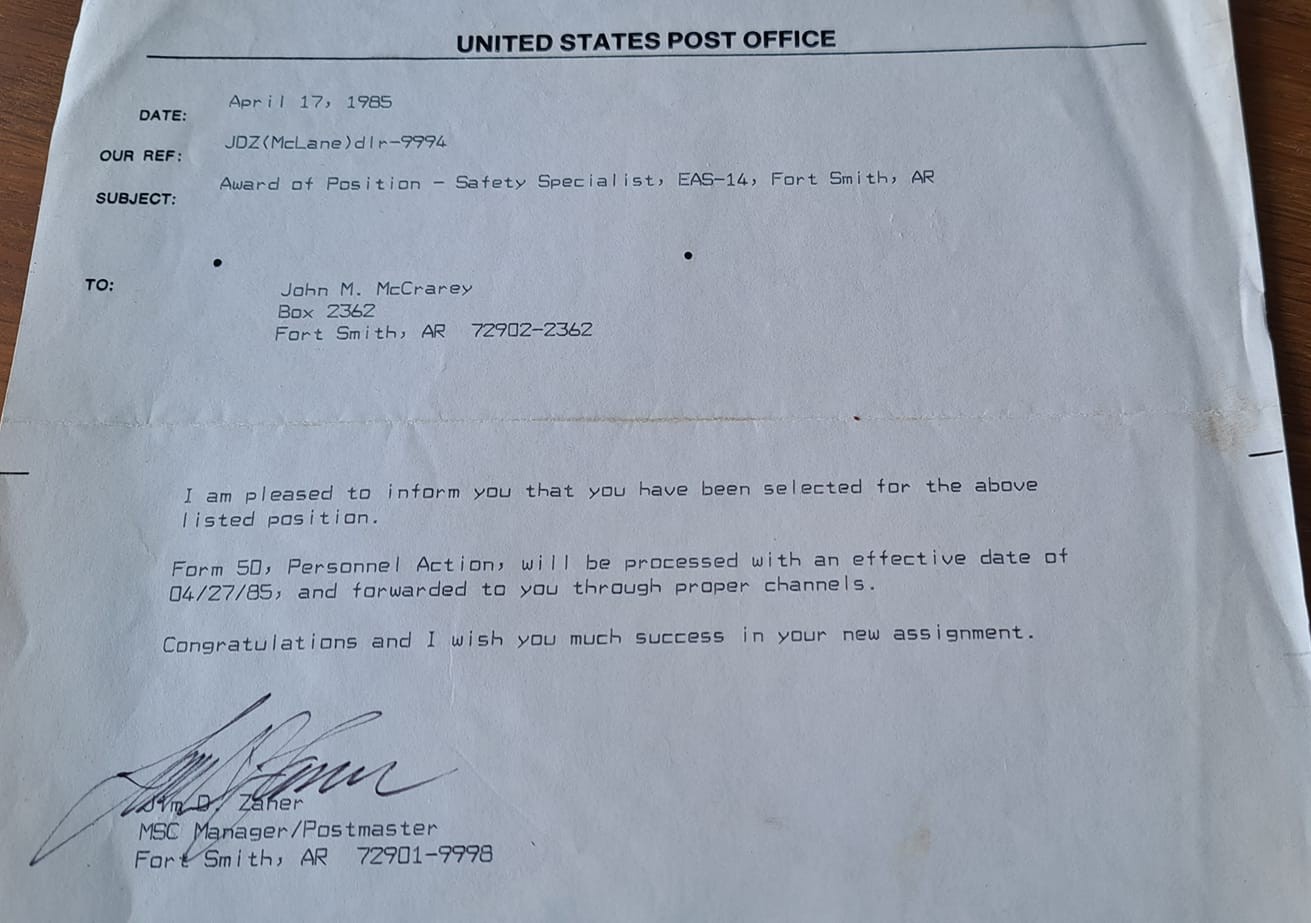 UNITED STATES POST OFFICE
DATE: April 17, 1985
OUR REF: JDZ(McLane)dlr-9994
SUBJECT: Award of Position - Safety Specialist, EAS-14, Fort Smith, AR
TO: John M. McCrarey
Box 2362
Fort Smith, AR 72902-2362
I am pleased to inform you that you have been selected for the above
listed position.
Form 50, Personnel Action, will be processed with an effective date of
04/27/85, and forwarded to you through proper channels.
Congratulations and I wish you much success in your new assignment.
D. Zaner
MSC Manager/Postmaster
Fort Smith, AR 72901-9998